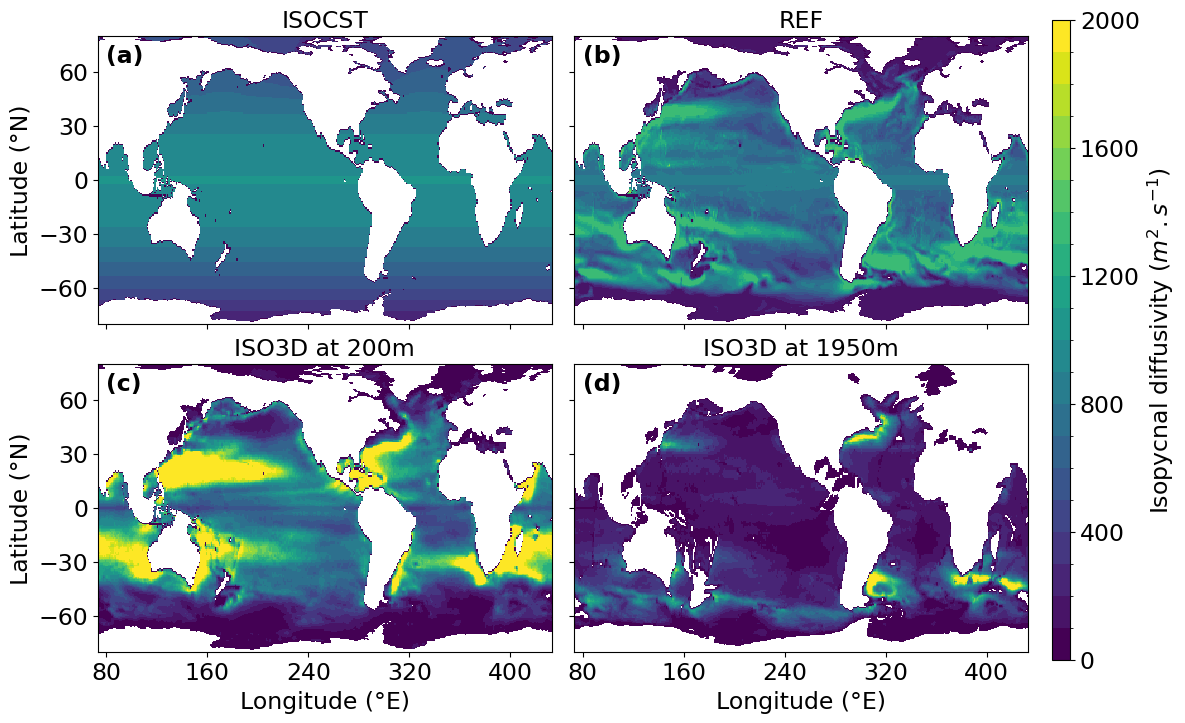 ISOCST
REF
(a)
(b)
60
30
0
−30
−60
Latitude (°N)
ISO3D at 200m
ISO3D at 1950m
(c)
(d)
60
30
0
−30
−60
Latitude (°N)
80 160 240 320 400
80 160 240 320 400
Longitude (°E)
Longitude (°E)
2000
1600
1200
800
400
0
Isopycnal diffusivity (m².s⁻¹)